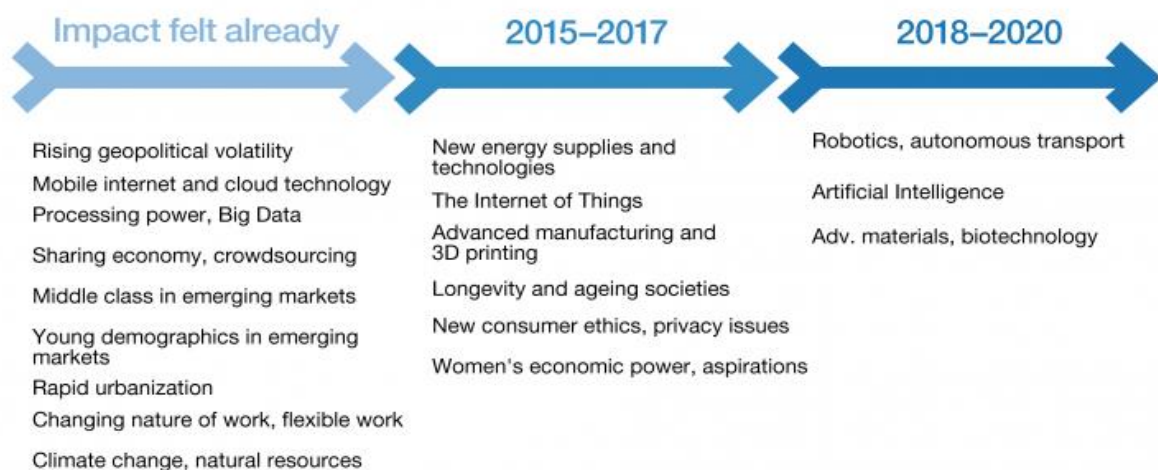 Impact felt already
Rising geopolitical volatility
Mobile internet and cloud technology
Processing power, Big Data
Sharing economy, crowdsourcing
Middle class in emerging markets
Young demographics in emerging
markets
Rapid urbanization
Changing nature of work, flexible work
Climate change, natural resources
2015–2017
New energy supplies and
technologies
The Internet of Things
Advanced manufacturing and
3D printing
Longevity and ageing societies
New consumer ethics, privacy issues
Women's economic power, aspirations
2018–2020
Robotics, autonomous transport
Artificial Intelligence
Adv. materials, biotechnology